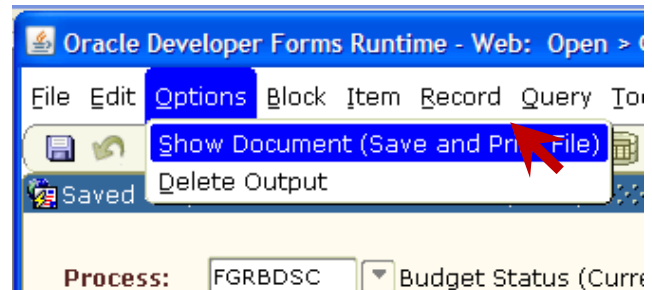 Oracle Developer Forms Runtime - Web: Open >
File Edit Options Block Item Record Query
Show Document (Save and Print File)
Delete Output
Saved
Process: FGRBDSC Budget Status (Curre